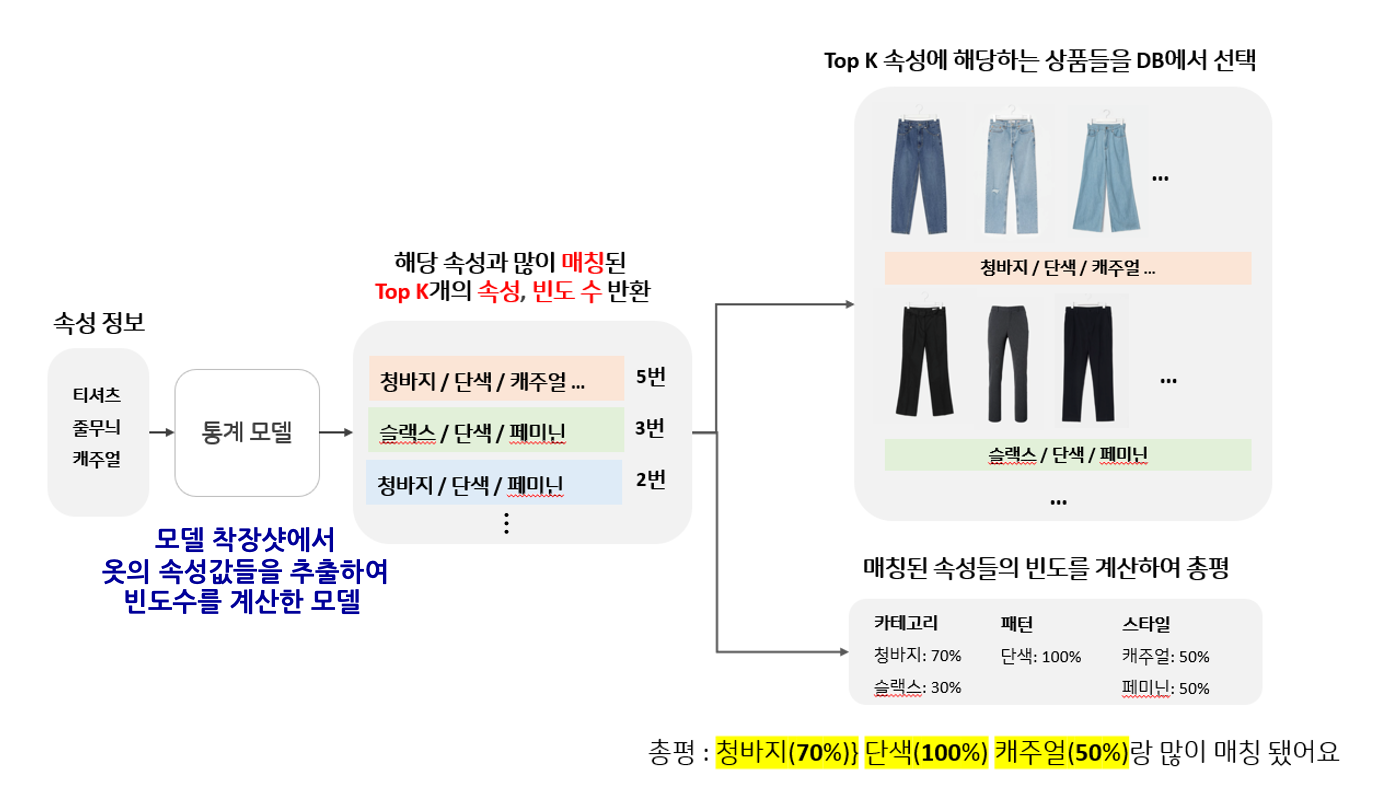 Top K 속성에 해당하는 상품들을 DB에서 선택
...
청바지 / 단색 / 캐주얼 ...
...
슬랙스 / 단색 / 페미닌
...
해당 속성과 많이 매칭된
Top K개의 속성, 빈도 수 반환
속성 정보
티셔츠
줄무늬
캐주얼
통계 모델
청바지 / 단색 / 캐주얼 ... 5번
슬랙스 / 단색 / 페미닌 3번
청바지 / 단색 / 페미닌 2번
⋮
모델 착장샷에서
옷의 속성값들을 추출하여
빈도수를 계산한 모델
매칭된 속성들의 빈도를 계산하여 총평
카테고리 패턴 스타일
청바지: 70% 단색: 100% 캐주얼: 50%
슬랙스: 30% 페미닌: 50%
총평 : 청바지(70%)} 단색(100%) 캐주얼(50%)랑 많이 매칭 됐어요